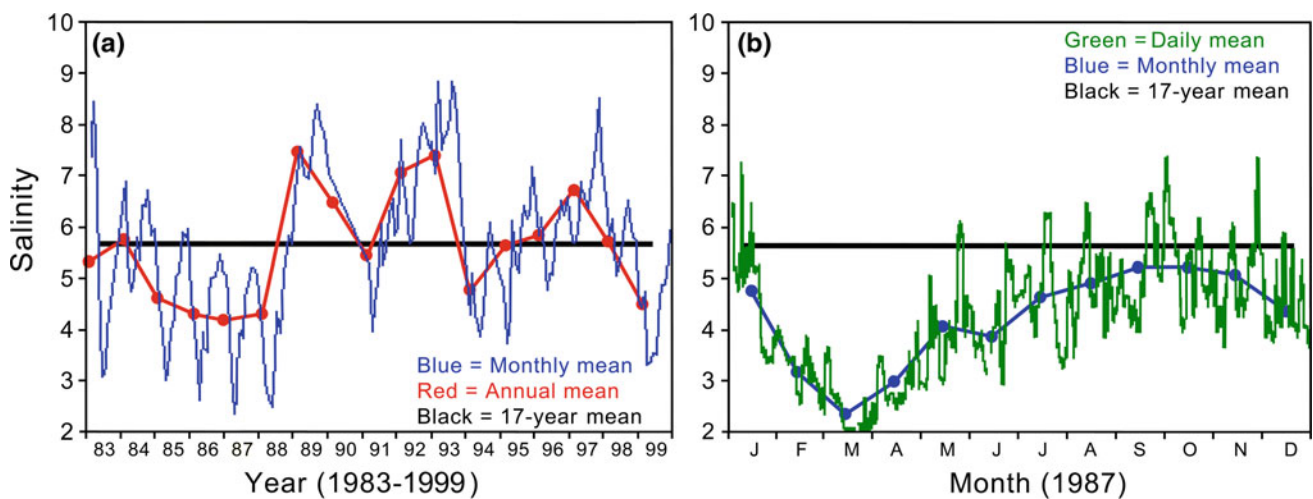 (a)
Salinity
10
9
8
7
6
5
4
3
2
83 84 85 86 87 88 89 90 91 92 93 94 95 96 97 98 99
Year (1983-1999)
Blue = Monthly mean
Red = Annual mean
Black = 17-year mean
(b)
Green = Daily mean
Blue = Monthly mean
Black = 17-year mean
10
9
8
7
6
5
4
3
2
J F M A M J J A S O N D
Month (1987)